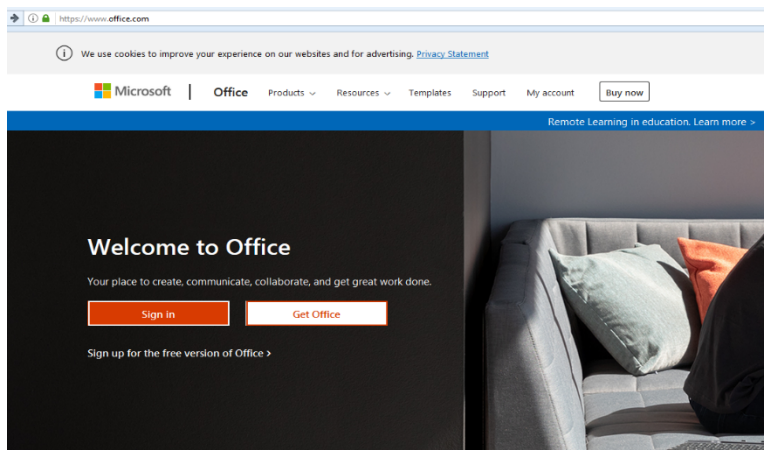 https://www.office.com
We use cookies to improve your experience on our websites and for advertising. Privacy Statement
Microsoft | Office Products Resources Templates Support My account Buy now
Remote Learning in education. Learn more >
Welcome to Office
Your place to create, communicate, collaborate, and get great work done.
Sign in Get Office
Sign up for the free version of Office >